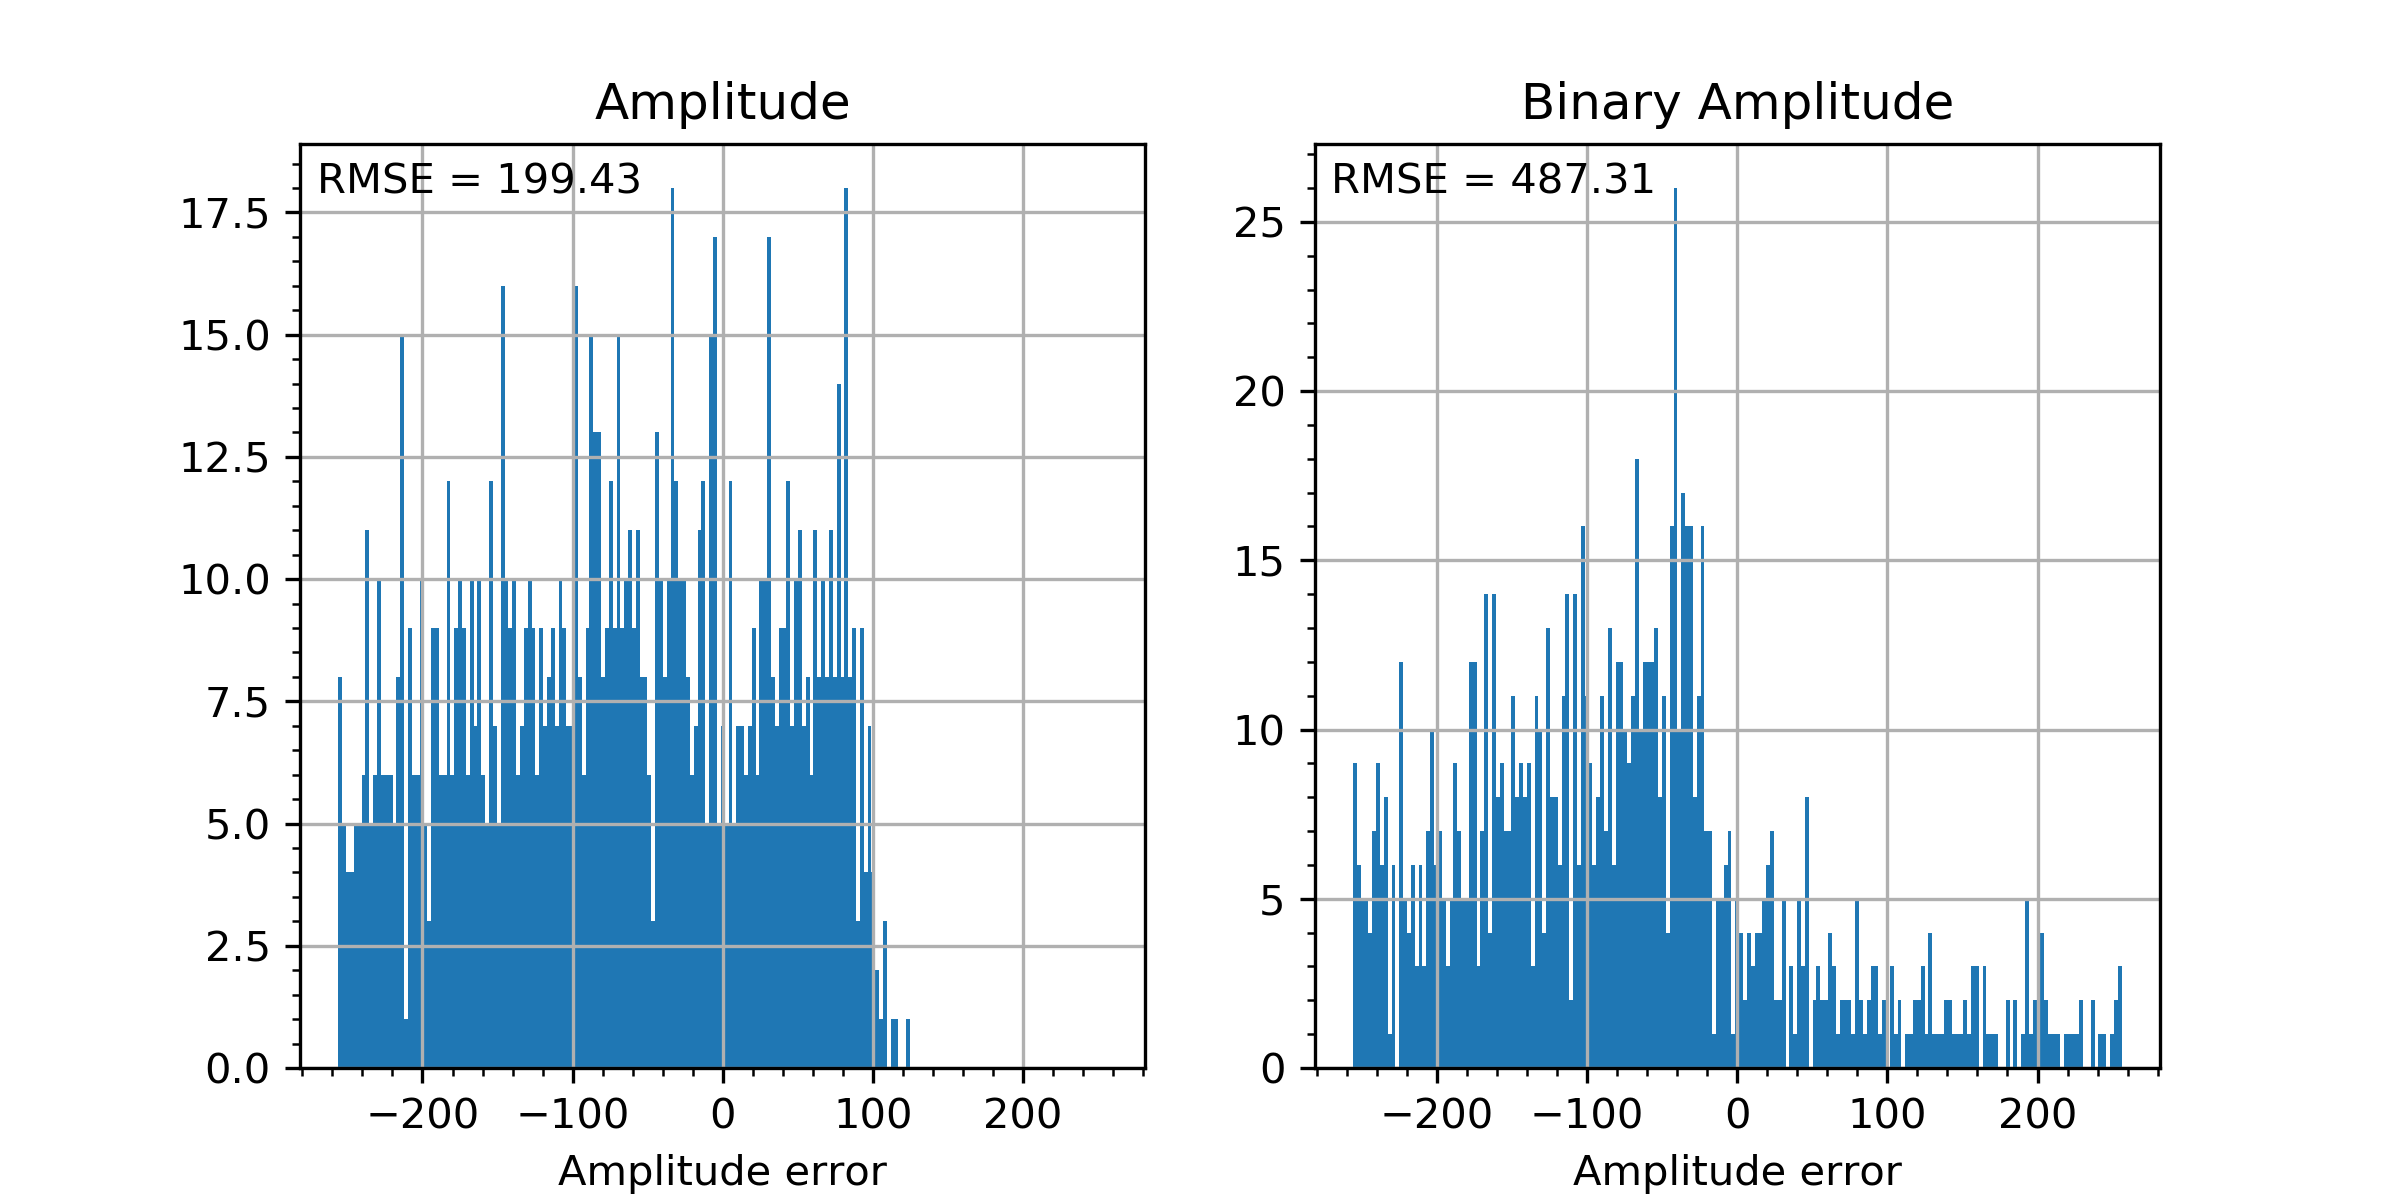 Amplitude
RMSE = 199.43
17.5
15.0
12.5
10.0
7.5
5.0
2.5
0.0
−200 −100 0 100 200
Amplitude error
Binary Amplitude
RMSE = 487.31
25
20
15
10
5
0
−200 −100 0 100 200
Amplitude error